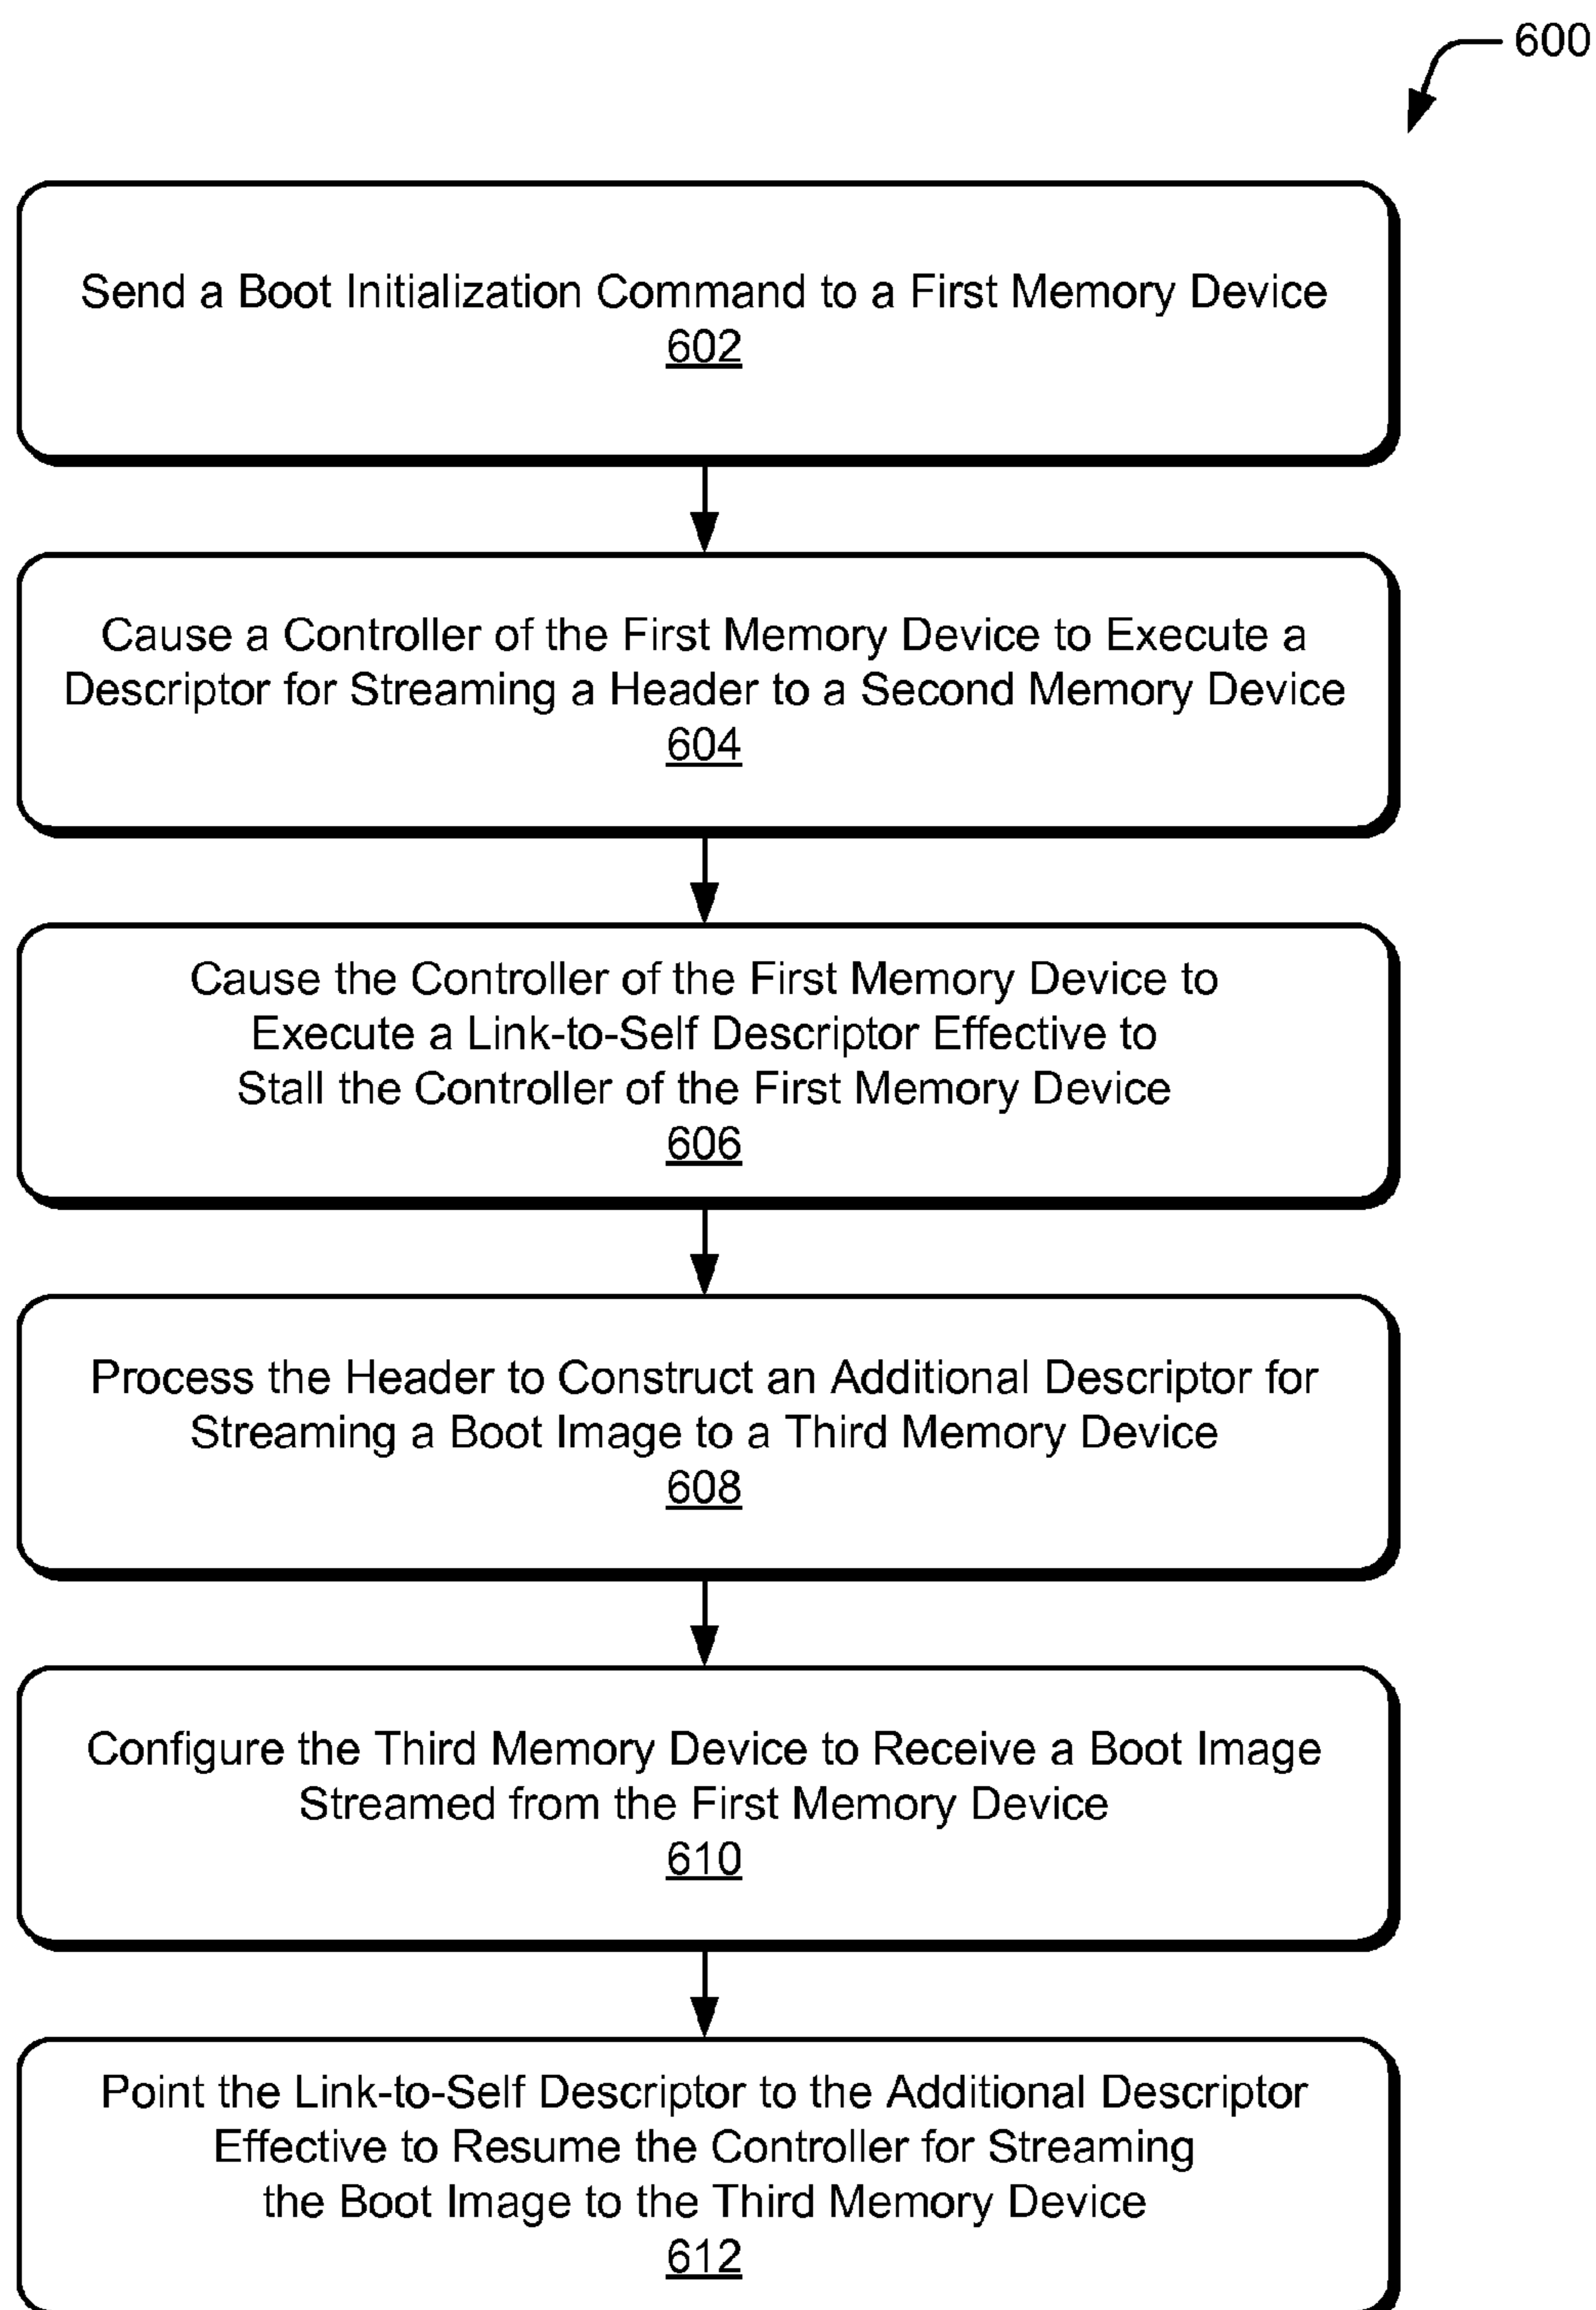 600
Send a Boot Initialization Command to a First Memory Device
602
Cause a Controller of the First Memory Device to Execute a
Descriptor for Streaming a Header to a Second Memory Device
604
Cause the Controller of the First Memory Device to
Execute a Link-to-Self Descriptor Effective to
Stall the Controller of the First Memory Device
606
Process the Header to Construct an Additional Descriptor for
Streaming a Boot Image to a Third Memory Device
608
Configure the Third Memory Device to Receive a Boot Image
Streamed from the First Memory Device
610
Point the Link-to-Self Descriptor to the Additional Descriptor
Effective to Resume the Controller for Streaming
the Boot Image to the Third Memory Device
612